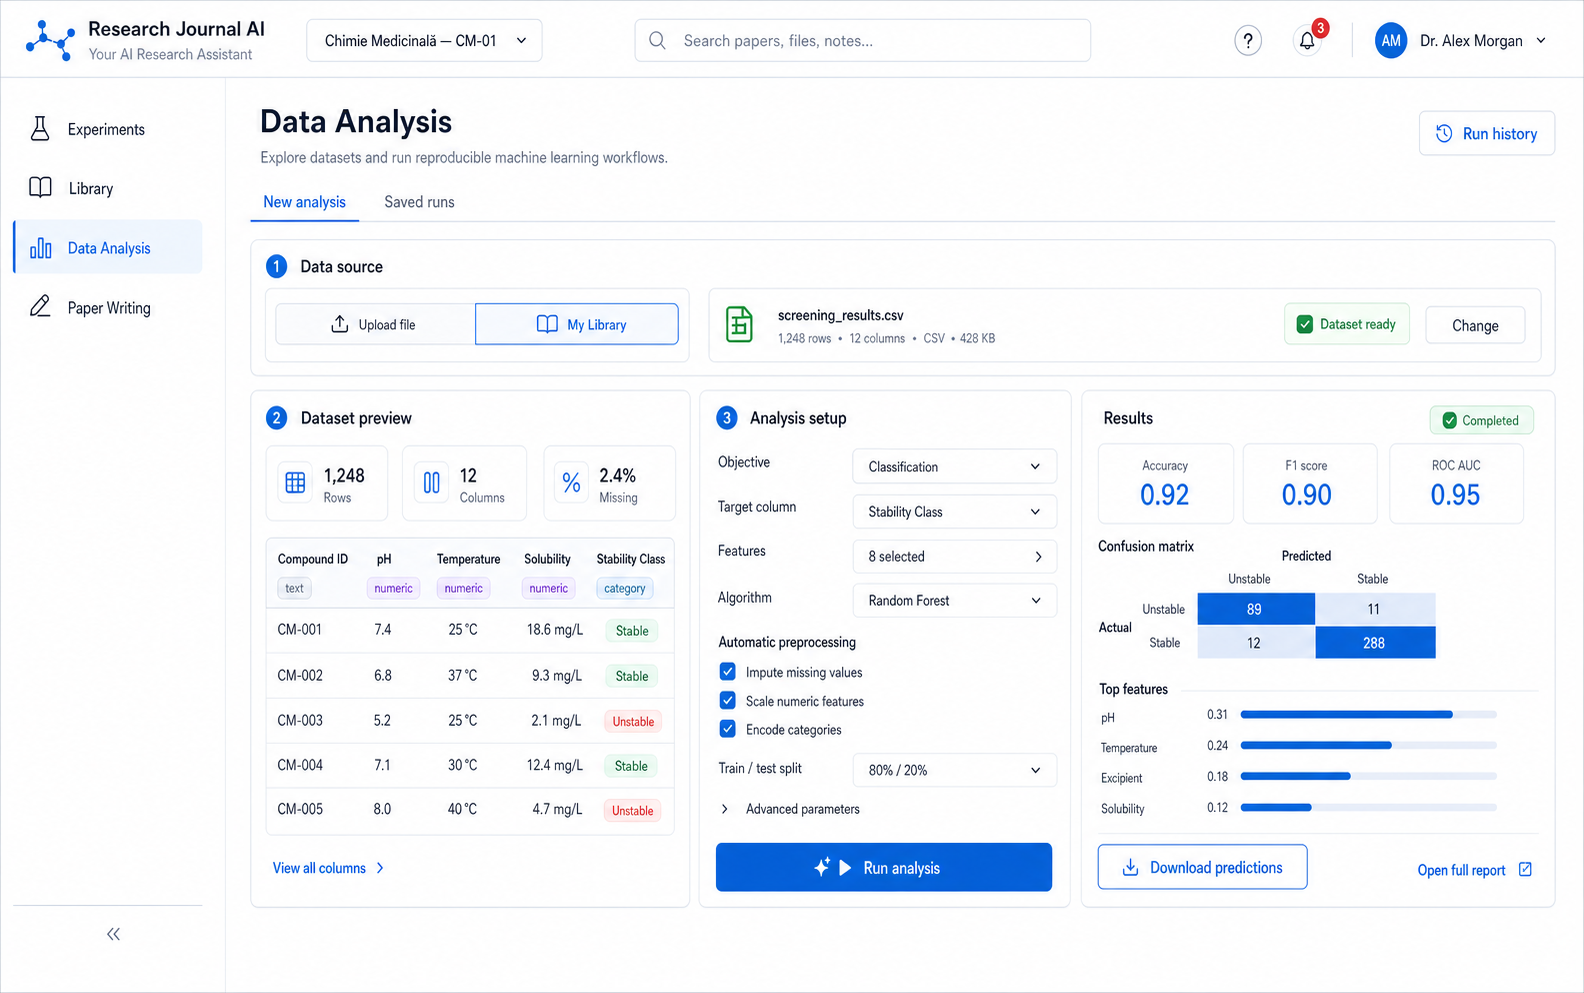 Research Journal AI
Your AI Research Assistant
Chimie Medicinală — CM-01
Search papers, files, notes...
?
3
AM
Dr. Alex Morgan
Experiments
Library
Data Analysis
Paper Writing
Data Analysis
Explore datasets and run reproducible machine learning workflows.
Run history
New analysis
Saved runs
1 Data source
Upload file
My Library
screening_results.csv
1,248 rows • 12 columns • CSV • 428 KB
Dataset ready
Change
2 Dataset preview
1,248
Rows
12
Columns
% 2.4%
Missing
Compound ID pH Temperature Solubility Stability Class
text numeric numeric numeric category
CM-001 7.4 25 °C 18.6 mg/L Stable
CM-002 6.8 37 °C 9.3 mg/L Stable
CM-003 5.2 25 °C 2.1 mg/L Unstable
CM-004 7.1 30 °C 12.4 mg/L Stable
CM-005 8.0 40 °C 4.7 mg/L Unstable
View all columns
3 Analysis setup
Objective Classification
Target column Stability Class
Features 8 selected
Algorithm Random Forest
Automatic preprocessing
Impute missing values
Scale numeric features
Encode categories
Train / test split 80% / 20%
Advanced parameters
Run analysis
Results
Completed
Accuracy
0.92
F1 score
0.90
ROC AUC
0.95
Confusion matrix
Predicted
Unstable Stable
Actual
Unstable 89 11
Stable 12 288
Top features
pH 0.31
Temperature 0.24
Excipient 0.18
Solubility 0.12
Download predictions
Open full report